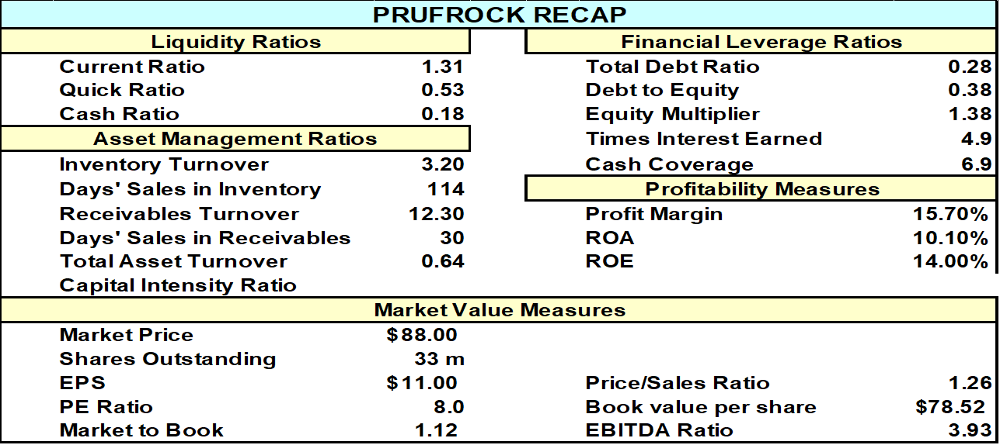 PRUFROCK RECAP
Liquidity Ratios Financial Leverage Ratios
Current Ratio 1.31 Total Debt Ratio 0.28
Quick Ratio 0.53 Debt to Equity 0.38
Cash Ratio 0.18 Equity Multiplier 1.38
Asset Management Ratios Times Interest Earned 4.9
Inventory Turnover 3.20 Cash Coverage 6.9
Days' Sales in Inventory 114 Profitability Measures
Receivables Turnover 12.30 Profit Margin 15.70%
Days' Sales in Receivables 30 ROA 10.10%
Total Asset Turnover 0.64 ROE 14.00%
Capital Intensity Ratio
Market Value Measures
Market Price $88.00
Shares Outstanding 33 m
EPS $11.00 Price/Sales Ratio 1.26
PE Ratio 8.0 Book value per share $78.52
Market to Book 1.12 EBITDA Ratio 3.93